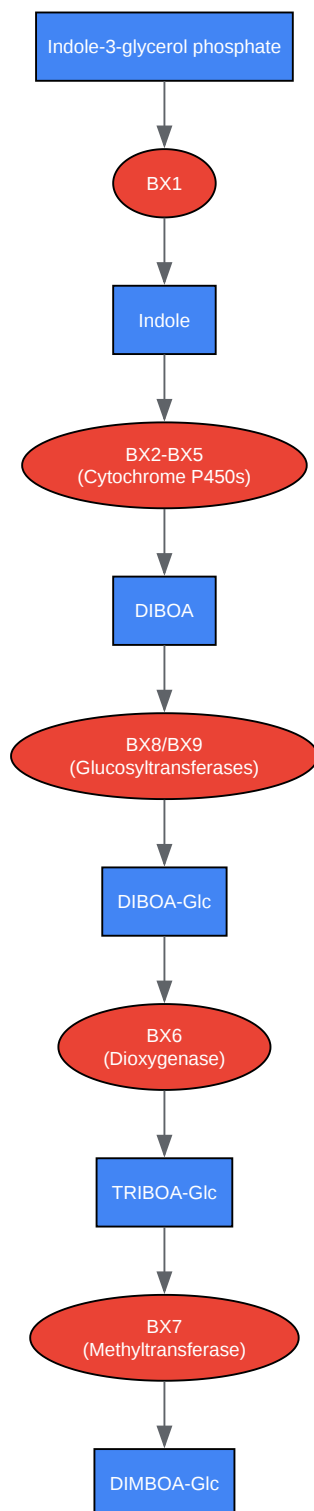 Indole-3-glycerol phosphate
BX1
Indole
BX2-BX5
(Cytochrome P450s)
DIBOA
BX8/BX9
(Glucosyltransferases)
DIBOA-Glc
BX6
(Dioxygenase)
TRIBOA-Glc
BX7
(Methyltransferase)
DIMBOA-Glc